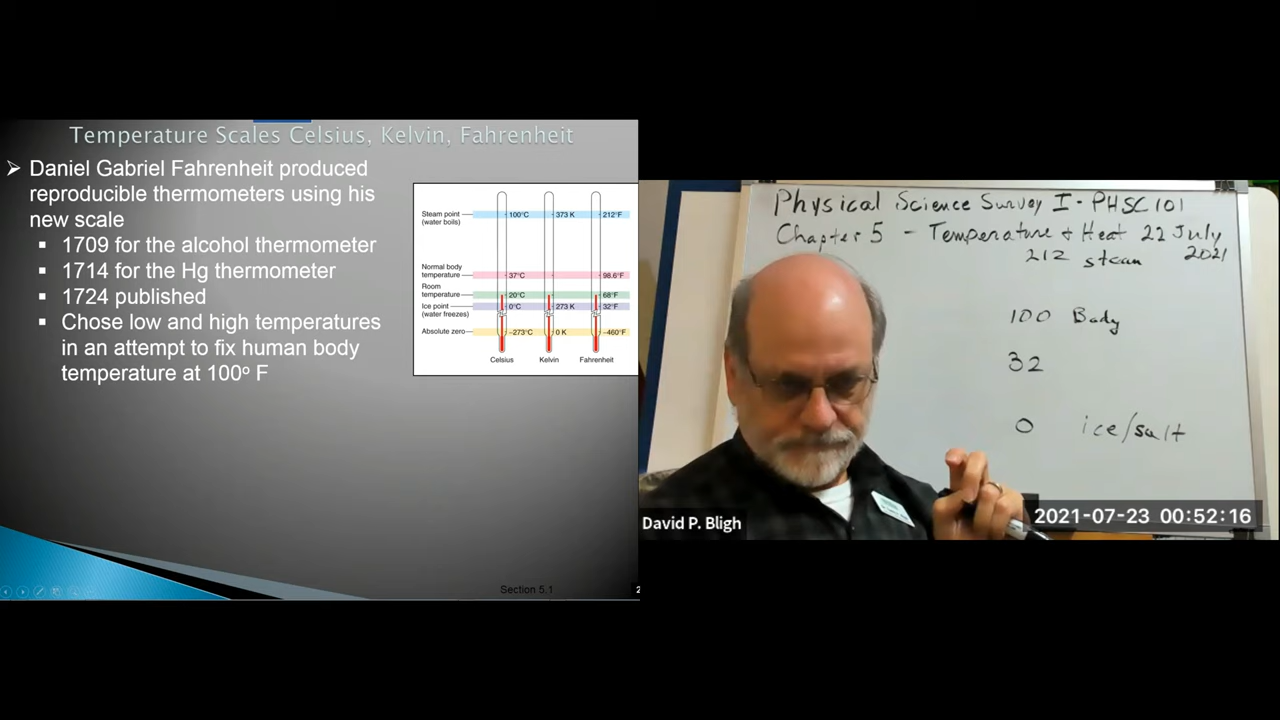 Temperature Scales Celsius, Kelvin, Fahrenheit
➢ Daniel Gabriel Fahrenheit produced
reproducible thermometers using his
new scale
▪ 1709 for the alcohol thermometer
▪ 1714 for the Hg thermometer
▪ 1724 published
▪ Chose low and high temperatures
in an attempt to fix human body
temperature at 100º F
Steam point
(water boils)
100°C 373 K 212°F
Normal body
temperature
37°C 98.6°F
Room
temperature
20°C 68°F
Ice point
(water freezes)
0°C 273 K 32°F
Absolute zero
–273°C 0 K –460°F
Celsius Kelvin Fahrenheit
Section 5.1
2
Physical Science Survey I - PHSC 101
Chapter 5 - Temperature + Heat 22 July
2021
212 steam
100 Body
32
0 ice/salt
David P. Bligh
2021-07-23 00:52:16